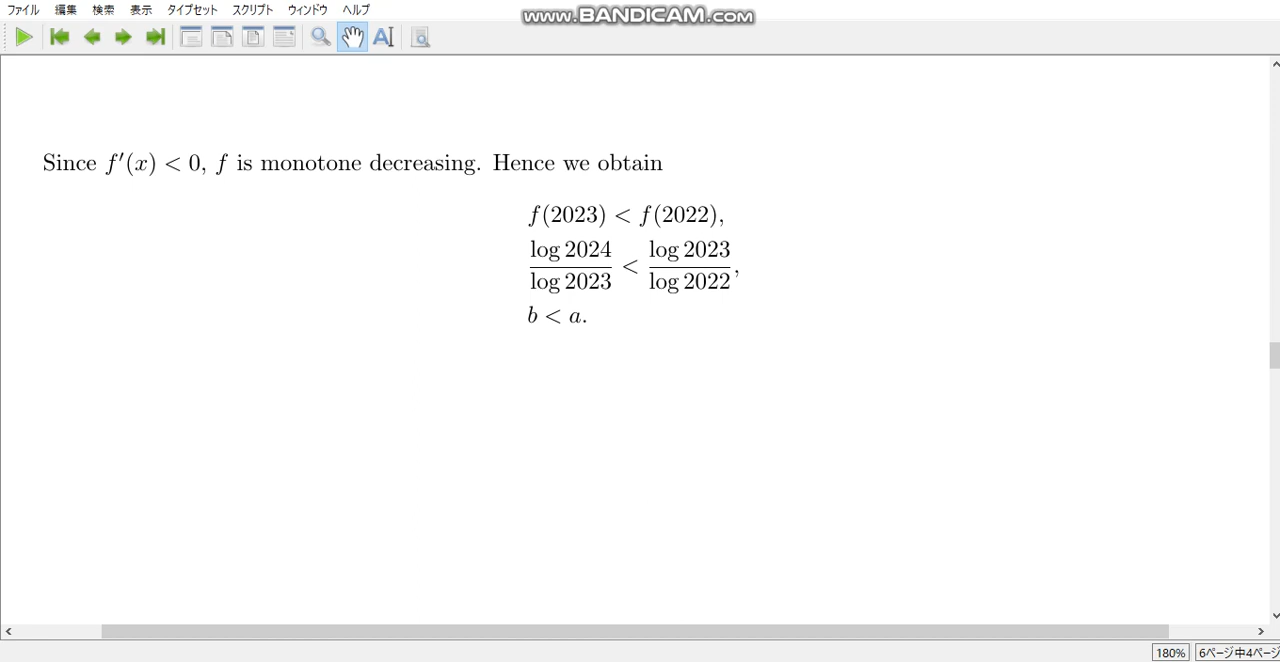 ファイル 編集 検索 表示 タイプセット スクリプト ウィンドウ ヘルプ
www.BANDICAM.com
Since f′(x) < 0, f is monotone decreasing. Hence we obtain
f(2023) < f(2022),
log 2024 / log 2023 < log 2023 / log 2022,
b < a.
180% 6ページ中4ページ